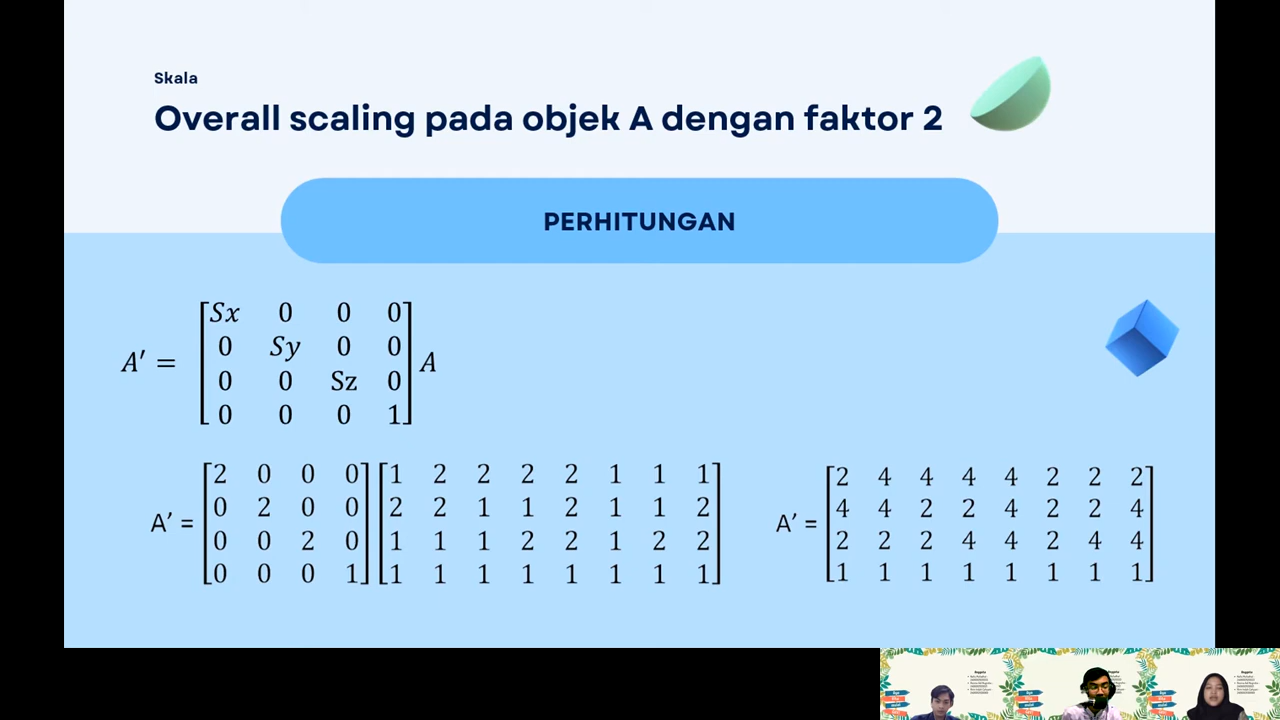 Skala
Overall scaling pada objek A dengan faktor 2
PERHITUNGAN
A′ = [Sx 0 0 0
0 Sy 0 0
0 0 Sz 0
0 0 0 1] A
A’ = [2 0 0 0
0 2 0 0
0 0 2 0
0 0 0 1] [1 2 2 2 2 1 1 1
2 2 1 1 2 1 1 2
1 1 1 2 2 1 2 2
1 1 1 1 1 1 1 1]
A’ = [2 4 4 4 4 2 2 2
4 4 2 2 4 2 2 4
2 2 2 4 4 2 4 4
1 1 1 1 1 1 1 1]